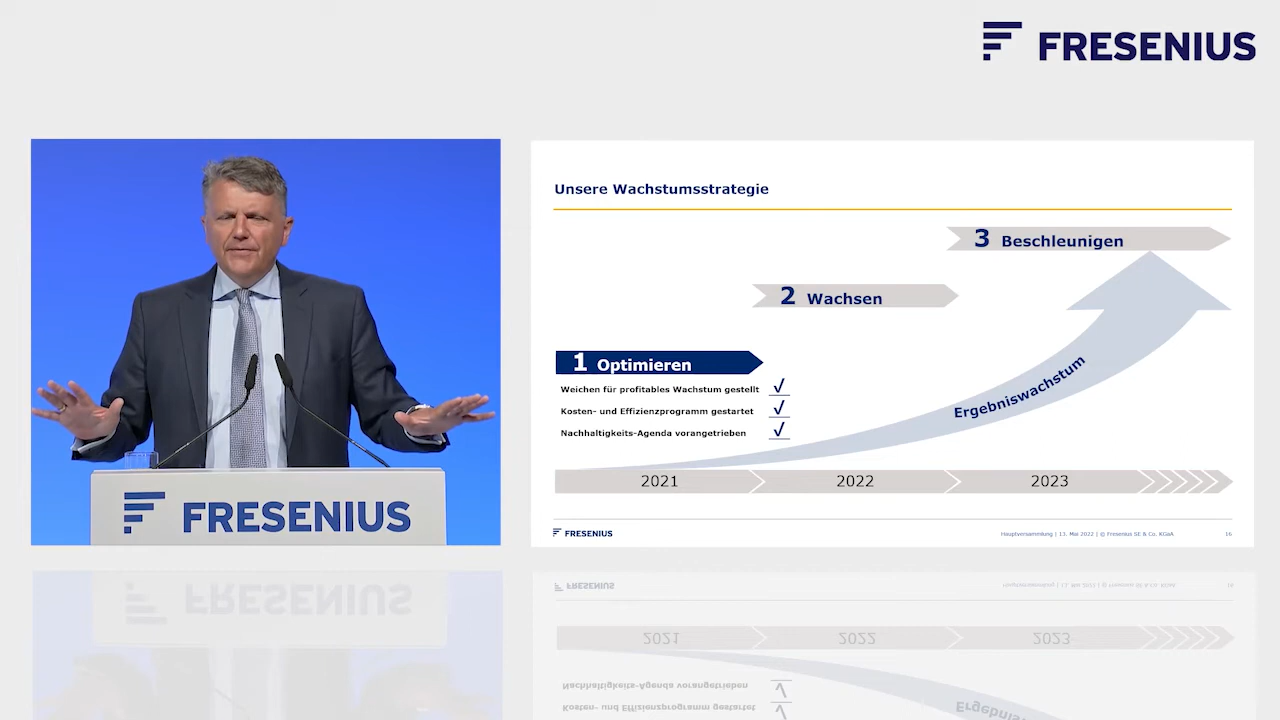 FRESENIUS
Unsere Wachstumsstrategie
3 Beschleunigen
2 Wachsen
1 Optimieren
Weichen für profitables Wachstum gestellt ✓
Kosten- und Effizienzprogramm gestartet ✓
Nachhaltigkeits-Agenda vorangetrieben ✓
Ergebniswachstum
2021 2022 2023
FRESENIUS Hauptversammlung | 13. Mai 2022 | © Fresenius SE & Co. KGaA 16
FRESENIUS